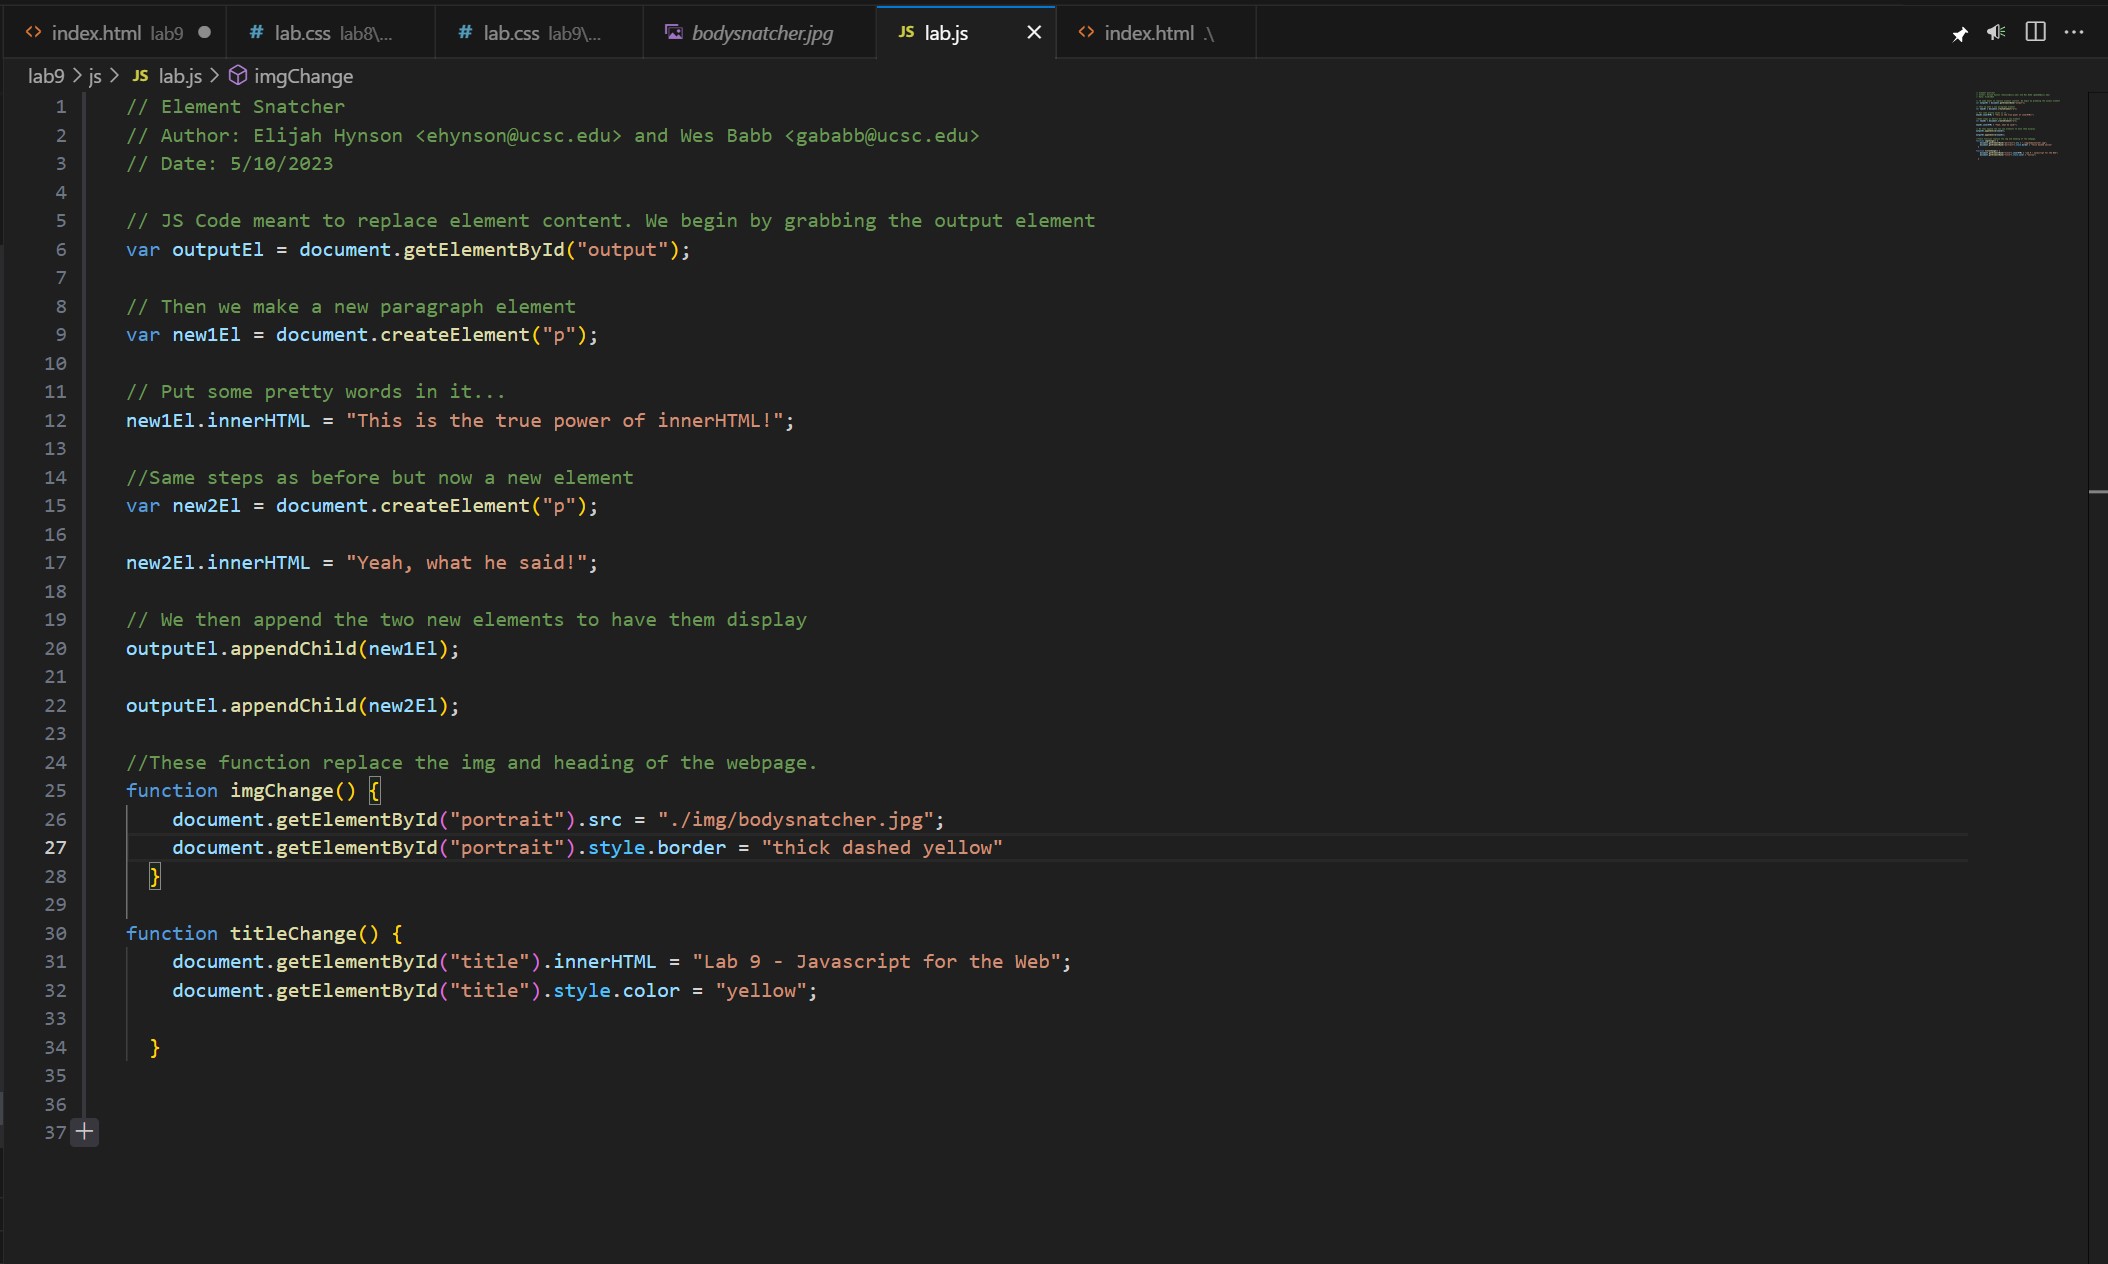 index.html lab9
lab.css lab8\...
lab.css lab9\...
bodysnatcher.jpg
JS lab.js
index.html .\
lab9 > js > JS lab.js > imgChange
1 // Element Snatcher
2 // Author: Elijah Hynson <ehynson@ucsc.edu> and Wes Babb <gababb@ucsc.edu>
3 // Date: 5/10/2023
4
5 // JS Code meant to replace element content. We begin by grabbing the output element
6 var outputEl = document.getElementById("output");
7
8 // Then we make a new paragraph element
9 var new1El = document.createElement("p");
10
11 // Put some pretty words in it...
12 new1El.innerHTML = "This is the true power of innerHTML!";
13
14 //Same steps as before but now a new element
15 var new2El = document.createElement("p");
16
17 new2El.innerHTML = "Yeah, what he said!";
18
19 // We then append the two new elements to have them display
20 outputEl.appendChild(new1El);
21
22 outputEl.appendChild(new2El);
23
24 //These function replace the img and heading of the webpage.
25 function imgChange() {
26 document.getElementById("portrait").src = "./img/bodysnatcher.jpg";
27 document.getElementById("portrait").style.border = "thick dashed yellow"
28 }
29
30 function titleChange() {
31 document.getElementById("title").innerHTML = "Lab 9 - Javascript for the Web";
32 document.getElementById("title").style.color = "yellow";
33
34 }
35
36
37